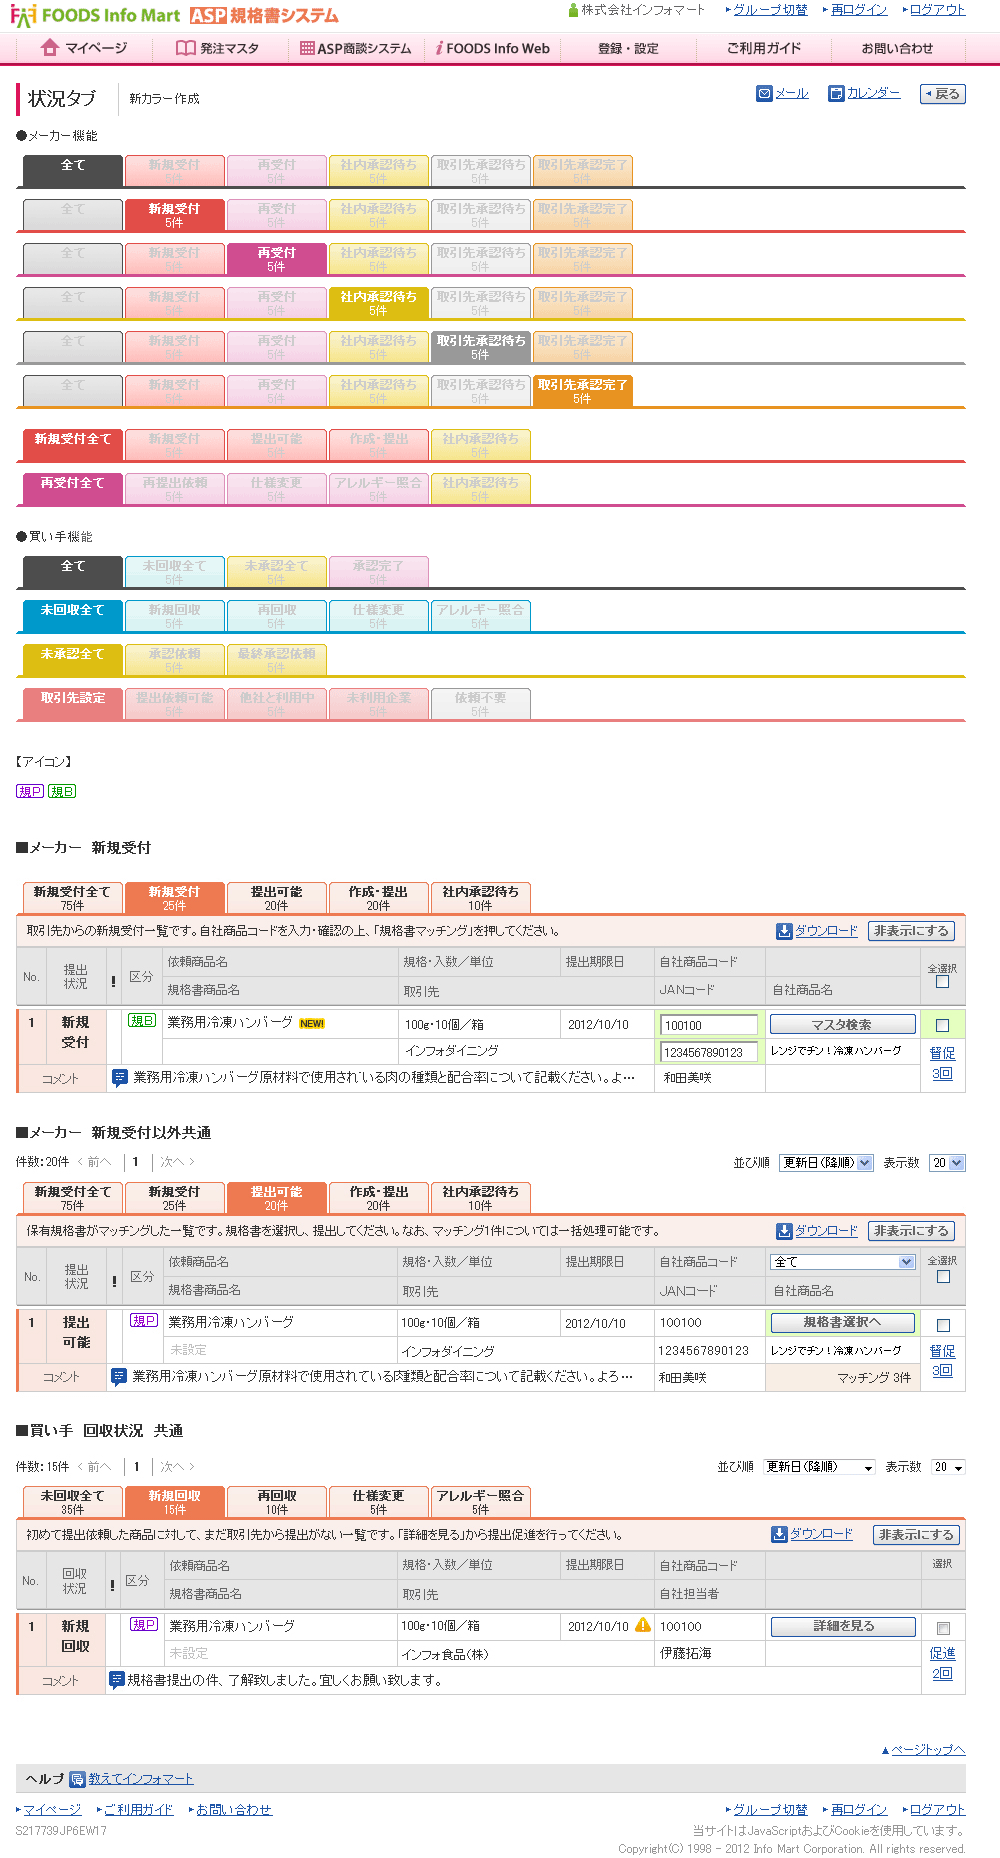 FOODS Info Mart ASP規格書システム
株式会社インフォマート グループ切替 再ログイン ログアウト
マイページ 発注マスタ ASP商談システム FOODS Info Web 登録・設定 ご利用ガイド お問い合わせ
状況タブ 新カラー作成 メール カレンダー 戻る
●メーカー機能
全て 新規受付 再受付 社内承認待ち 取引先承認待ち 取引先承認完了
5件 5件 5件 5件 5件
全て 新規受付 再受付 社内承認待ち 取引先承認待ち 取引先承認完了
5件 5件 5件 5件 5件
全て 新規受付 再受付 社内承認待ち 取引先承認待ち 取引先承認完了
5件 5件 5件 5件 5件
全て 新規受付 再受付 社内承認待ち 取引先承認待ち 取引先承認完了
5件 5件 5件 5件 5件
全て 新規受付 再受付 社内承認待ち 取引先承認待ち 取引先承認完了
5件 5件 5件 5件 5件
全て 新規受付 再受付 社内承認待ち 取引先承認待ち 取引先承認完了
5件 5件 5件 5件 5件
新規受付全て 新規受付 提出可能 作成・提出 社内承認待ち
5件 5件 5件 5件
再受付全て 再提出依頼 仕様変更 アレルギー照合 社内承認待ち
5件 5件 5件 5件
●買い手機能
全て 未回収全て 未承認全て 承認完了
5件 5件 5件
未回収全て 新規回収 再回収 仕様変更 アレルギー照合
5件 5件 5件 5件
未承認全て 承認依頼 最終承認依頼
5件 5件
取引先設定 提出依頼可能 他社と利用中 未利用企業 依頼不要
5件 5件 5件 5件
【アイコン】
規P 規B
■メーカー 新規受付
新規受付全て 新規受付 提出可能 作成・提出 社内承認待ち
75件 25件 20件 20件 10件
取引先からの新規受付一覧です。自社商品コードを入力・確認の上、「規格書マッチング」を押してください。 ダウンロード 非表示にする
No. 提出状況 ! 区分 依頼商品名 規格・入数／単位 提出期限日 自社商品コード 全選択
規格書商品名 取引先 JANコード 自社商品名
1 新規受付 規B 業務用冷凍ハンバーグ NEW! 100g・10個／箱 2012/10/10 100100 マスタ検索
インフォダイニング 1234567890123 レンジでチン！冷凍ハンバーグ 督促
3回
コメント 業務用冷凍ハンバーグ原材料で使用されている肉の種類と配合率について記載ください。よ… 和田美咲
■メーカー 新規受付以外共通
件数：20件 < 前へ 1 次へ > 並び順 更新日（降順） 表示数 20
新規受付全て 新規受付 提出可能 作成・提出 社内承認待ち
75件 25件 20件 20件 10件
保有規格書がマッチングした一覧です。規格書を選択し、提出してください。なお、マッチング1件については一括処理可能です。 ダウンロード 非表示にする
No. 提出状況 ! 区分 依頼商品名 規格・入数／単位 提出期限日 自社商品コード 全て 全選択
規格書商品名 取引先 JANコード 自社商品名
1 提出可能 規P 業務用冷凍ハンバーグ 100g・10個／箱 2012/10/10 100100 規格書選択へ
未設定 インフォダイニング 1234567890123 レンジでチン！冷凍ハンバーグ 督促
3回
コメント 業務用冷凍ハンバーグ原材料で使用されている肉種類と配合率について記載ください。よろ… 和田美咲 マッチング 3件
■買い手 回収状況 共通
件数：15件 < 前へ 1 次へ > 並び順 更新日（降順） 表示数 20
未回収全て 新規回収 再回収 仕様変更 アレルギー照合
35件 15件 10件 5件 5件
初めて提出依頼した商品に対して、まだ取引先から提出がない一覧です。「詳細を見る」から提出促進を行ってください。 ダウンロード 非表示にする
No. 回収状況 ! 区分 依頼商品名 規格・入数／単位 提出期限日 自社商品コード 選択
規格書商品名 取引先 自社担当者
1 新規回収 規P 業務用冷凍ハンバーグ 100g・10個／箱 2012/10/10 100100 詳細を見る
未設定 インフォ食品（株） 伊藤拓海 促進
2回
コメント 規格書提出の件、了解致しました。宜しくお願い致します。
▲ページトップへ
ヘルプ 教えてインフォマート
マイページ ご利用ガイド お問い合わせ グループ切替 再ログイン ログアウト
S217739JP6EW17 当サイトはJavaScriptおよびCookieを使用しています。
Copyright(C) 1998 - 2012 Info Mart Corporation. All rights reserved.